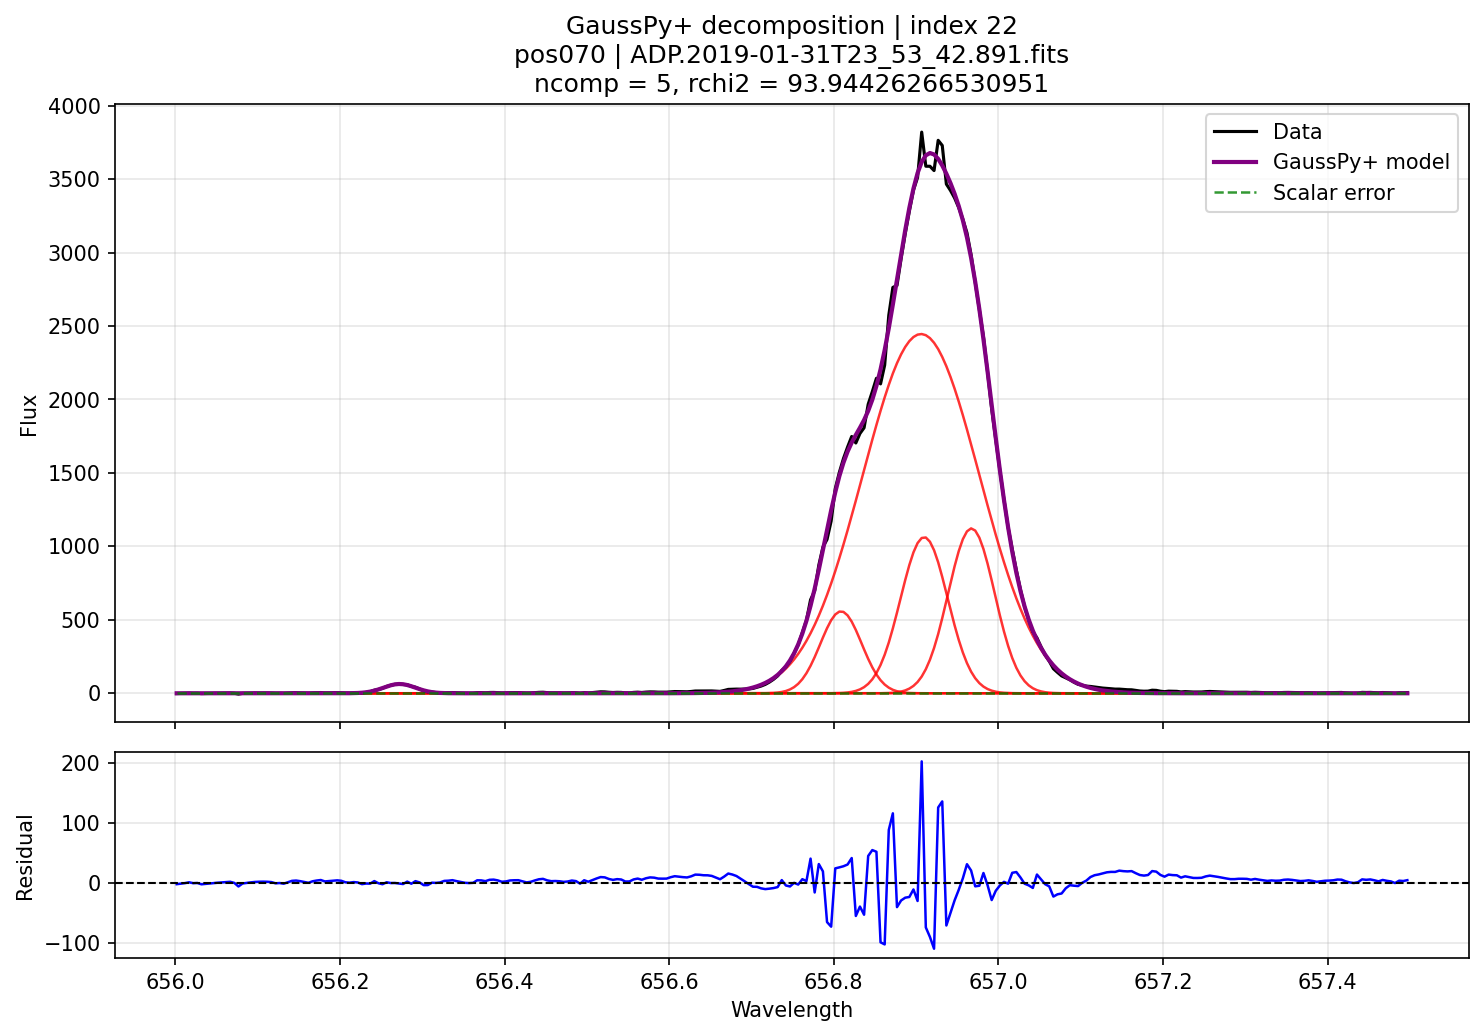 GaussPy+ decomposition | index 22
pos070 | ADP.2019-01-31T23_53_42.891.fits
ncomp = 5, rchi2 = 93.94426266530951
Data
GaussPy+ model
Scalar error
Flux
4000
3500
3000
2500
2000
1500
1000
500
0
Residual
200
100
0
−100
656.0 656.2 656.4 656.6 656.8 657.0 657.2 657.4
Wavelength